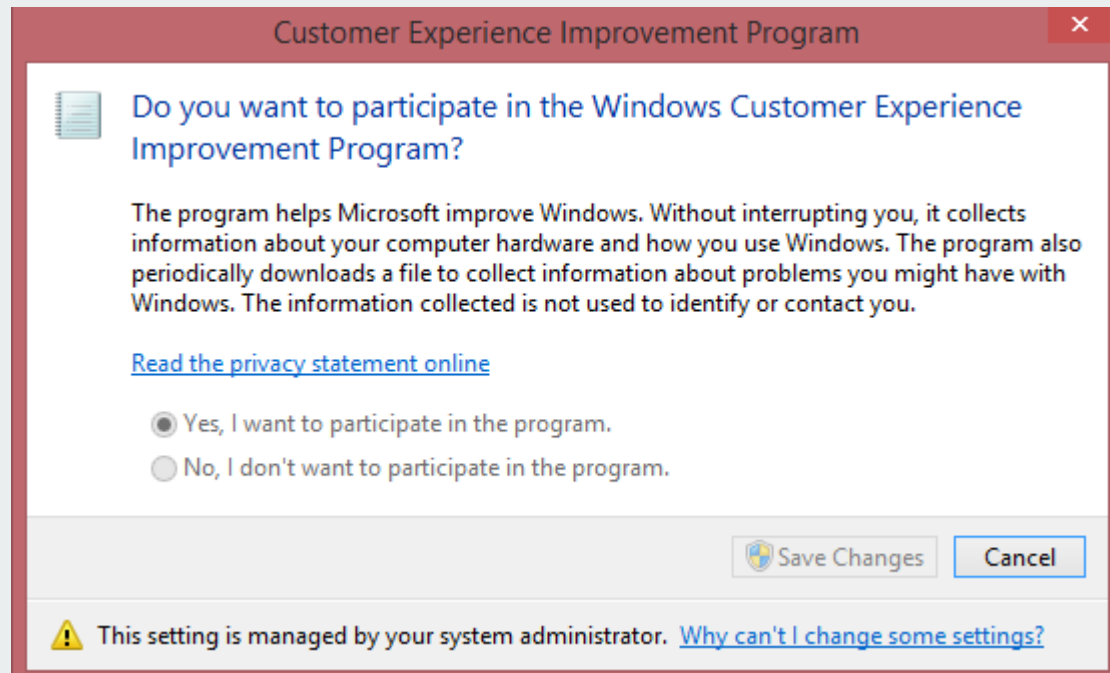 Customer Experience Improvement Program
Do you want to participate in the Windows Customer Experience
Improvement Program?
The program helps Microsoft improve Windows. Without interrupting you, it collects
information about your computer hardware and how you use Windows. The program also
periodically downloads a file to collect information about problems you might have with
Windows. The information collected is not used to identify or contact you.
Read the privacy statement online
Yes, I want to participate in the program.
No, I don't want to participate in the program.
Save Changes Cancel
This setting is managed by your system administrator. Why can't I change some settings?